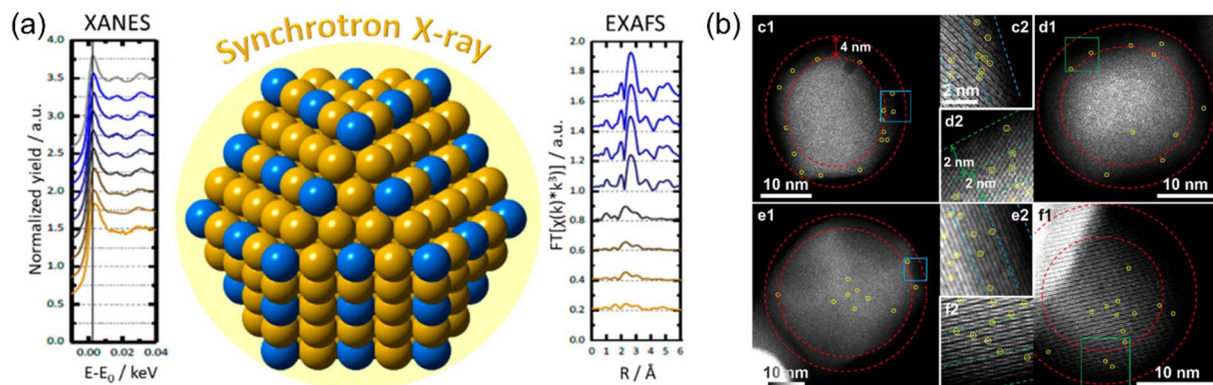 (a)
XANES
Normalized yield / a.u.
4.0
3.5
3.0
2.5
2.0
1.5
1.0
0.5
0.0
0.00
0.02
0.04
E-E₀ / keV
Synchrotron X-ray
EXAFS
FT[χ(k)*k³)] / a.u.
2.0
1.8
1.6
1.4
1.2
1.0
0.8
0.6
0.4
0.2
0.0
0 1 2 3 4 5 6
R / Å
(b)
c1
4 nm
10 nm
c2
2 nm
d1
10 nm
d2
2 nm
2 nm
e1
10 nm
e2
f1
10 nm
f2